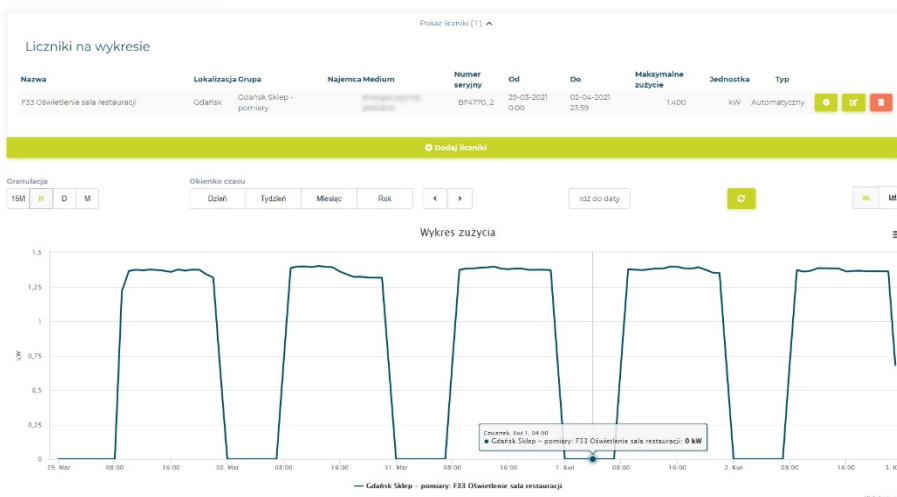 Pokaż liczniki (1)
Liczniki na wykresie
Nazwa Lokalizacja Grupa Najemca Medium Numer seryjny Od Do Maksymalne zużycie Jednostka Typ
F33 Oświetlenie sala restauracji Gdańsk Gdańsk Sklep - pomiary BF4770_2 29-03-2021 0:00 02-04-2021 23:59 1.400 kW Automatyczny
Dodaj liczniki
Granulacja Okienko czasu
15M H D M Dzień Tydzień Miesiąc Rok Idź do daty
Wykres zużycia
1,5
1,25
1
0,75
0,5
0,25
0
kW
Czwartek, Kwi 1, 04:00
Gdańsk Sklep – pomiary: F33 Oświetlenie sala restauracji: 0 kW
29. Mar 08:00 16:00 30. Mar 08:00 16:00 31. Mar 08:00 16:00 1. Kwi 08:00 16:00 2. Kwi 08:00 16:00 3. K
Gdańsk Sklep – pomiary: F33 Oświetlenie sala restauracji